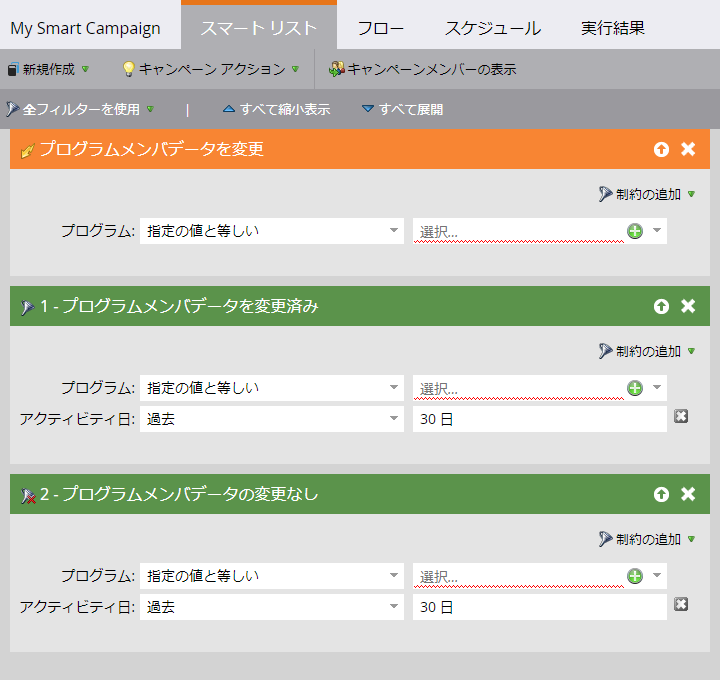 My Smart Campaign スマート リスト フロー スケジュール 実行結果
新規作成 キャンペーン アクション キャンペーンメンバーの表示
全フィルターを使用 | すべて縮小表示 すべて展開
プログラムメンバデータを変更
制約の追加
プログラム: 指定の値と等しい 選択...
1 - プログラムメンバデータを変更済み
制約の追加
プログラム: 指定の値と等しい 選択...
アクティビティ日: 過去 30 日
2 - プログラムメンバデータの変更なし
制約の追加
プログラム: 指定の値と等しい 選択...
アクティビティ日: 過去 30 日